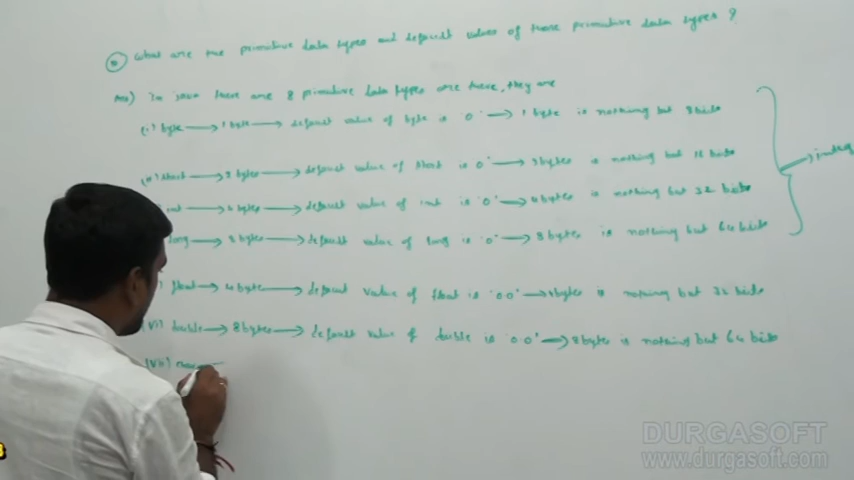 * What are the primitive data types and default values of those primitive data types ?
Ans) In Java there are 8 primitive data types are there, they are
(i) byte → 1 byte → default value of byte is '0' → 1 byte is nothing but 8 bits
(ii) short → 2 bytes → default value of short is '0' → 2 bytes is nothing but 16 bits
int → 4 bytes → default value of int is '0' → 4 bytes is nothing but 32 bits
long → 8 bytes → default value of long is '0' → 8 bytes is nothing but 64 bits
float → 4 bytes → default value of float is '0.0' → 4 bytes is nothing but 32 bits
(vi) double → 8 bytes → default value of double is '0.0' → 8 bytes is nothing but 64 bits
(vii)
DURGASOFT
www.durgasoft.com